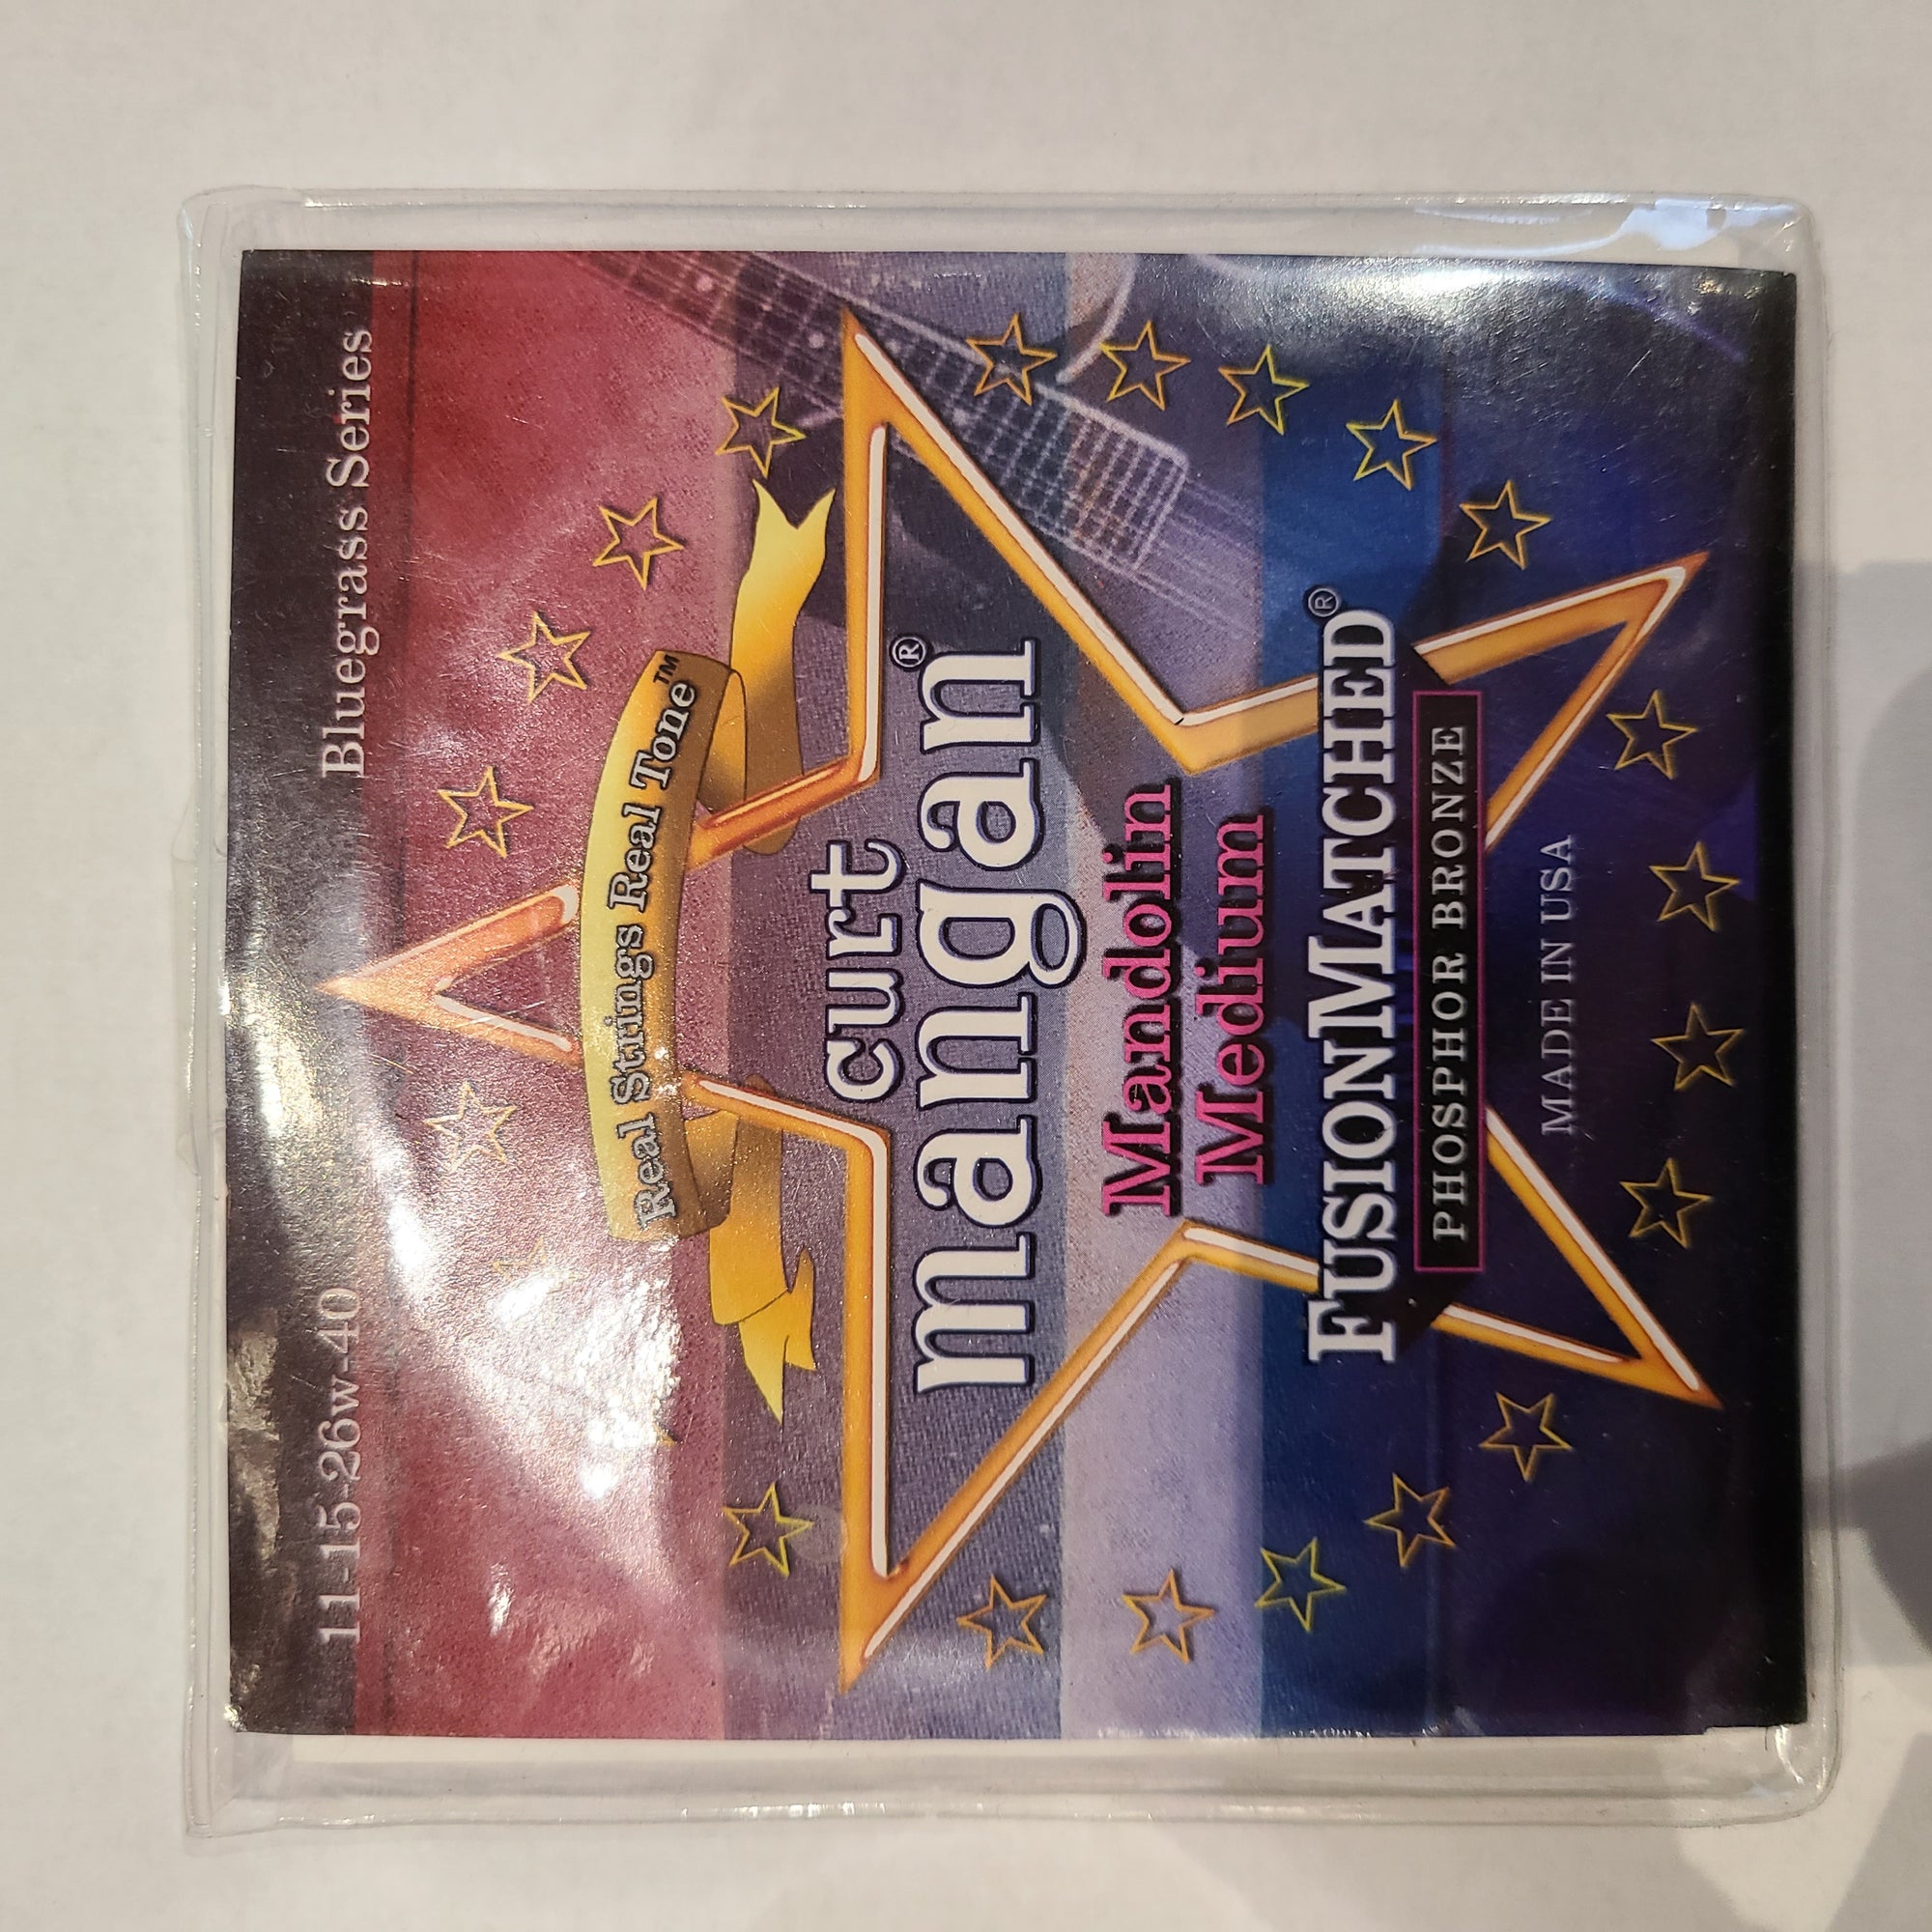 11-15-26w-40 Bluegrass Series
Real Strings Real Tone™
curt
mangan®
Mandolin
Medium
FUSIONMATCHED®
PHOSPHOR BRONZE
MADE IN USA